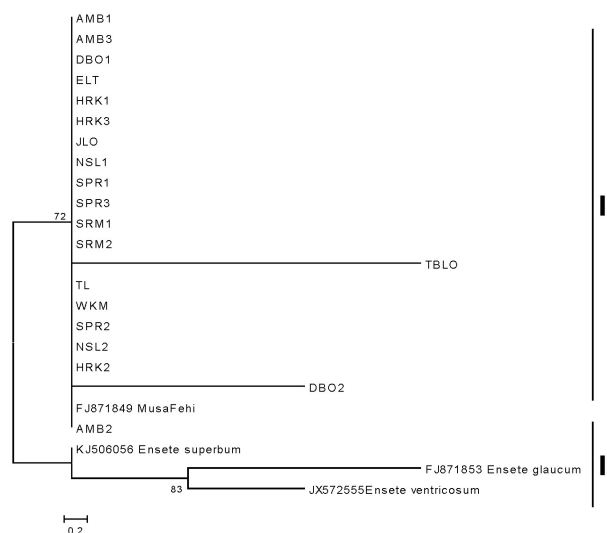 AMB1
AMB3
DBO1
ELT
HRK1
HRK3
JLO
NSL1
SPR1
SPR3
72
SRM1
SRM2
TBLO
TL
WKM
SPR2
NSL2
HRK2
DBO2
FJ871849 MusaFehi
AMB2
KJ506056 Ensete superbum
FJ871853 Ensete glaucum
83
JX572555Ensete ventricosum
0.2